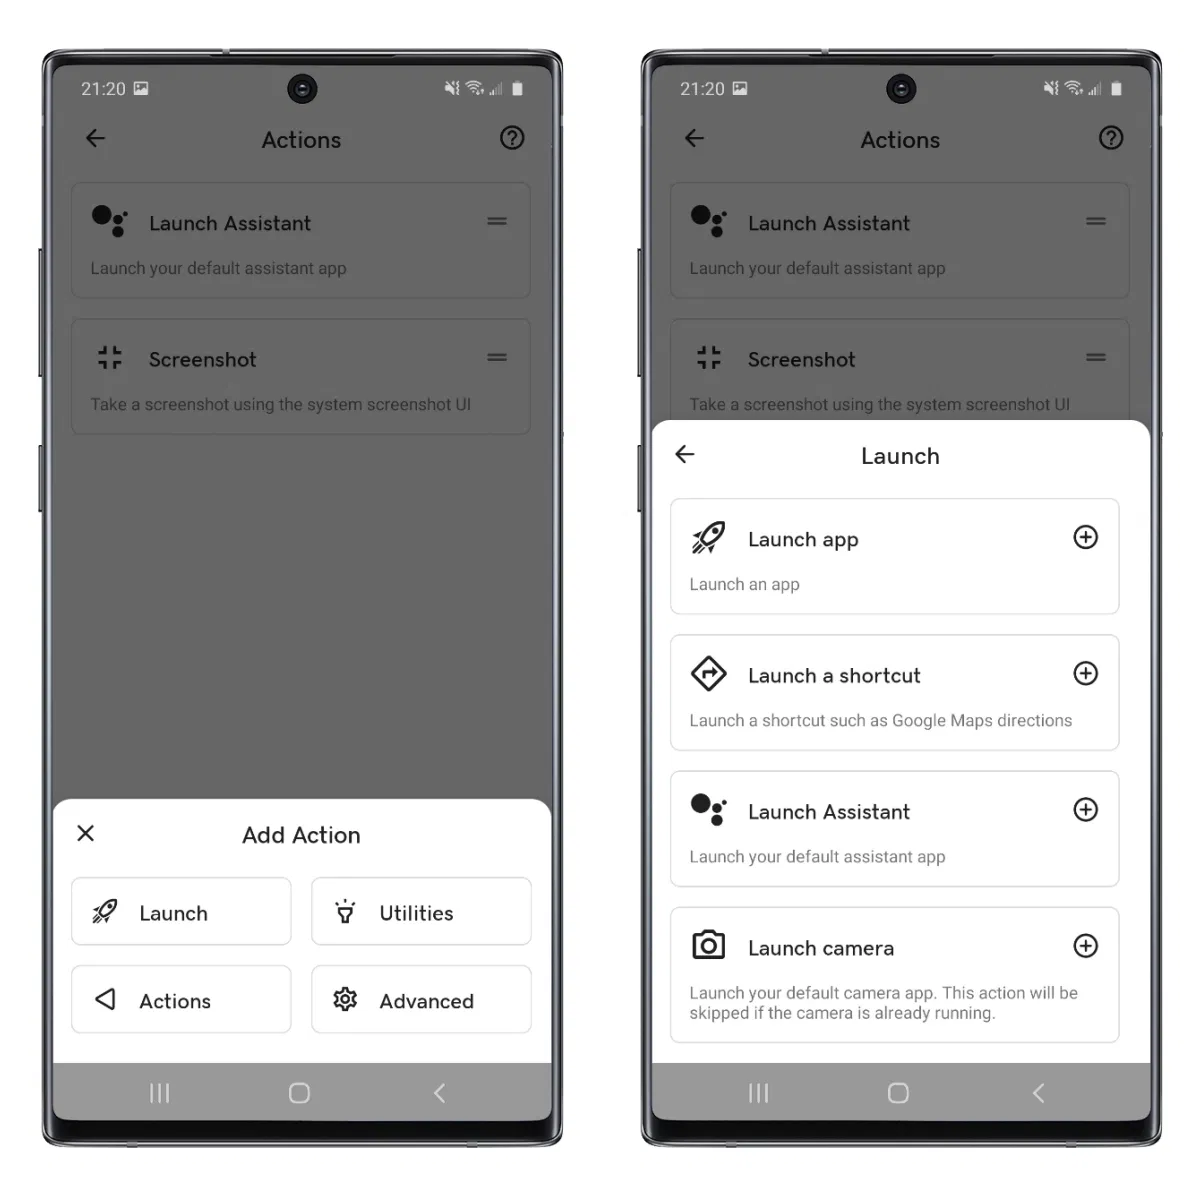 21:20
Actions
Launch Assistant
Launch your default assistant app
Screenshot
Take a screenshot using the system screenshot UI
Add Action
Launch
Utilities
Actions
Advanced
21:20
Actions
Launch Assistant
Launch your default assistant app
Screenshot
Take a screenshot using the system screenshot UI
Launch
Launch app
Launch an app
Launch a shortcut
Launch a shortcut such as Google Maps directions
Launch Assistant
Launch your default assistant app
Launch camera
Launch your default camera app. This action will be
skipped if the camera is already running.